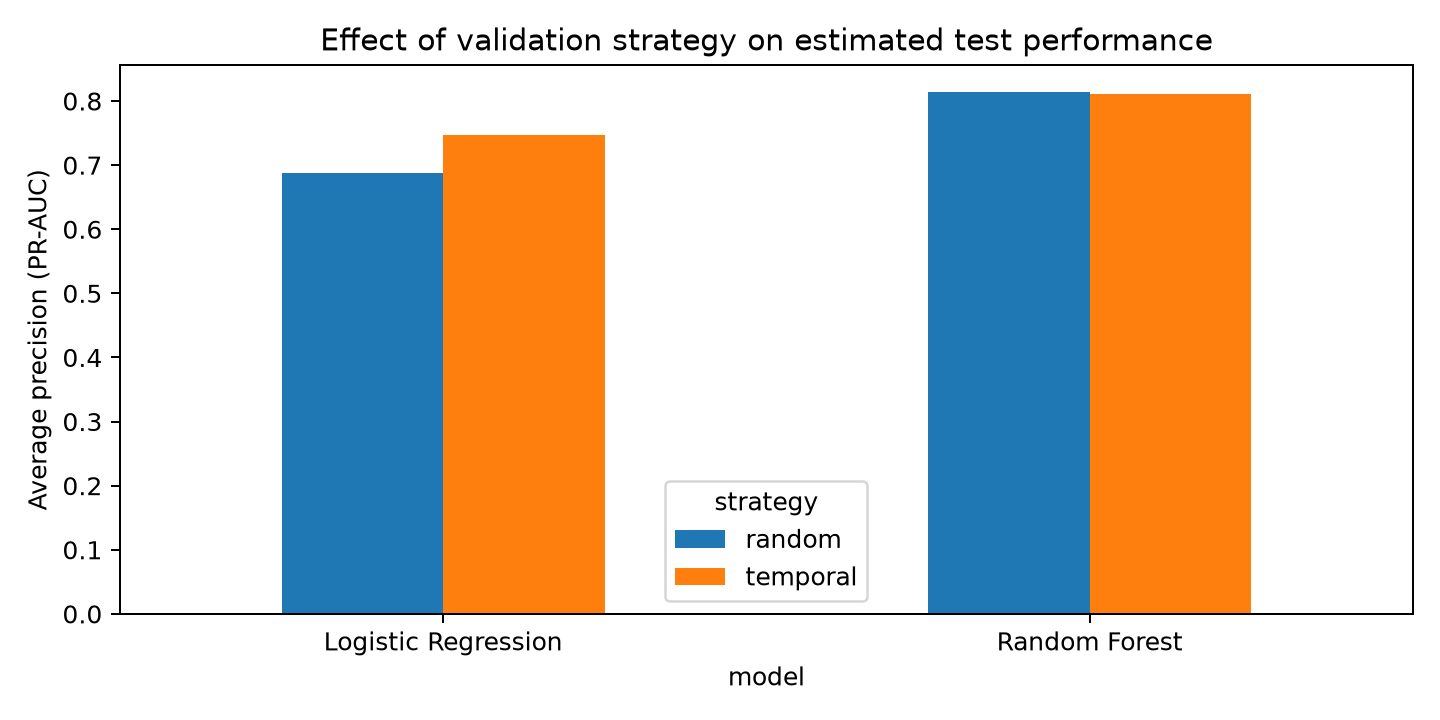 Effect of validation strategy on estimated test performance
Average precision (PR-AUC)
0.8
0.7
0.6
0.5
0.4
0.3
0.2
0.1
0.0
strategy
random
temporal
Logistic Regression
Random Forest
model